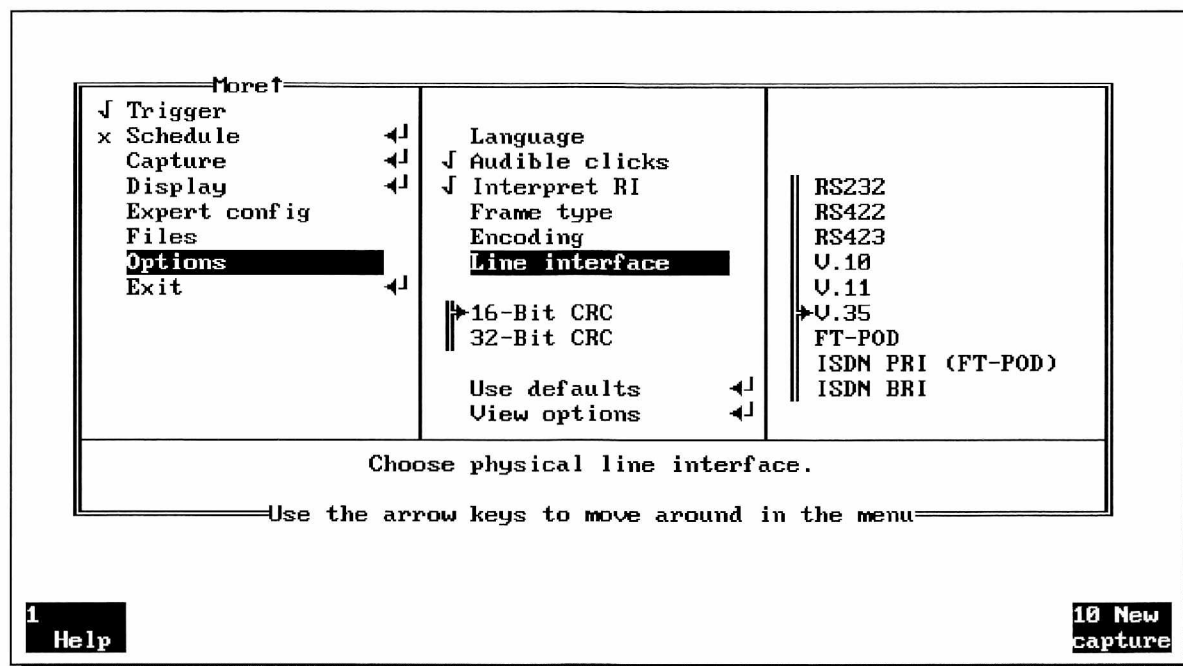 More↑
√ Trigger
x Schedule ◄┘
Capture ◄┘
Display ◄┘
Expert config
Files
Options
Exit ◄┘
Language
√ Audible clicks
√ Interpret RI
Frame type
Encoding
Line interface
16-Bit CRC
32-Bit CRC
Use defaults ◄┘
View options ◄┘
RS232
RS422
RS423
V.10
V.11
V.35
FT-POD
ISDN PRI (FT-POD)
ISDN BRI
Choose physical line interface.
Use the arrow keys to move around in the menu
1
Help
10 New
capture